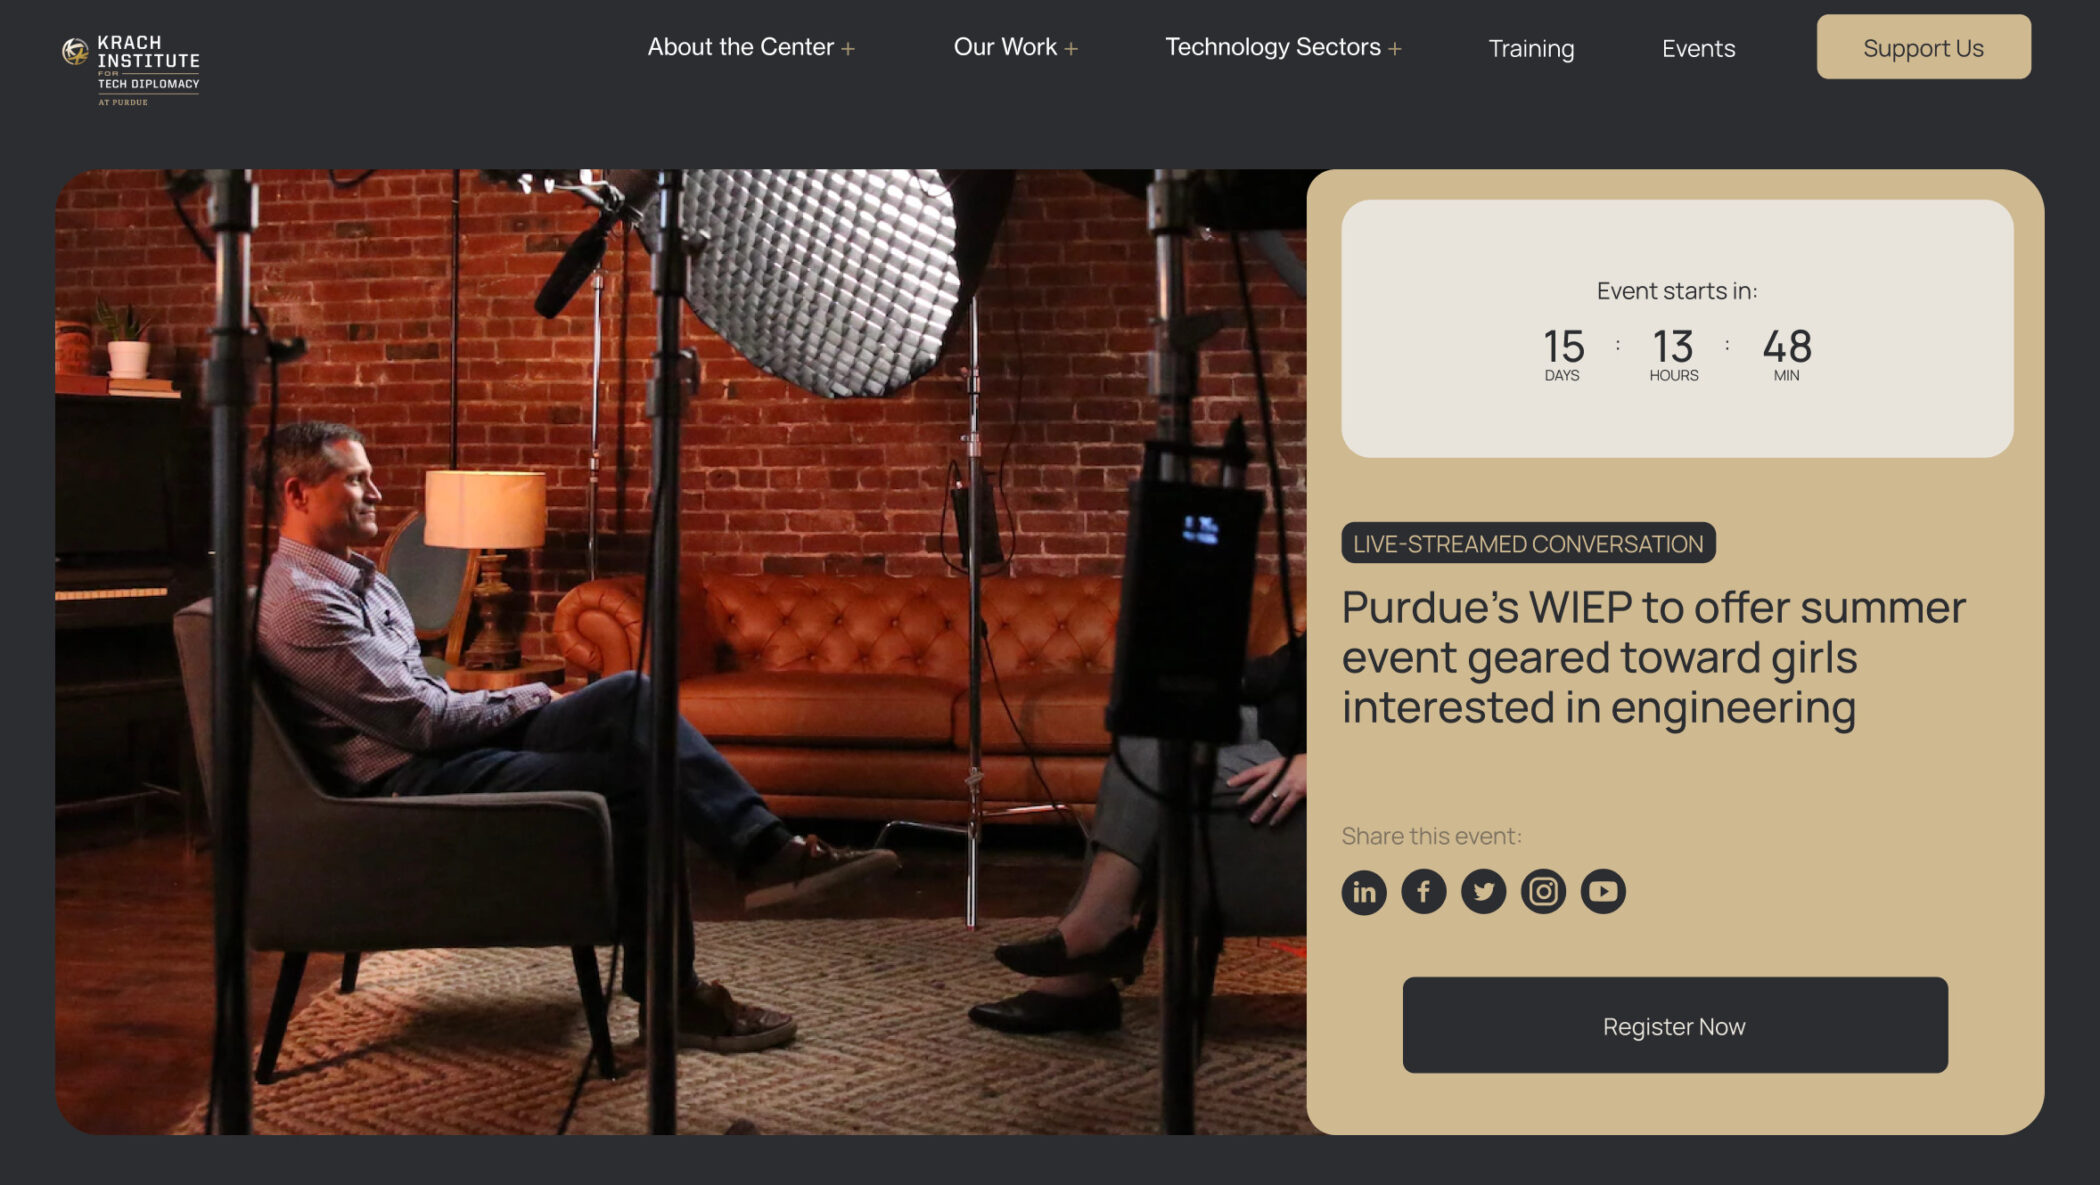 KRACH
INSTITUTE
FOR
TECH DIPLOMACY
AT PURDUE
About the Center +
Our Work +
Technology Sectors +
Training
Events
Support Us
Event starts in:
15 : 13 : 48
DAYS HOURS MIN
LIVE-STREAMED CONVERSATION
Purdue’s WIEP to offer summer
event geared toward girls
interested in engineering
Share this event:
in f
Register Now